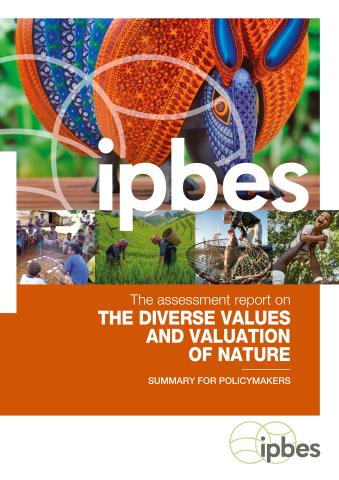 ipbes
The assessment report on
THE DIVERSE VALUES
AND VALUATION
OF NATURE
SUMMARY FOR POLICYMAKERS
ipbes